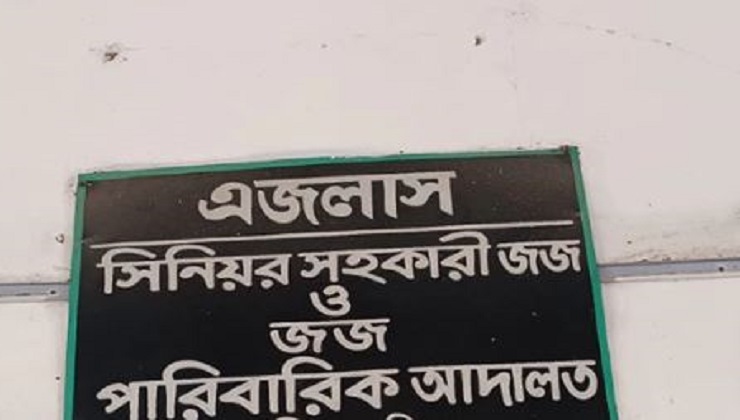 এজলাস
সিনিয়র সহকারী জজ
ও
জজ
পারিবারিক আদালত